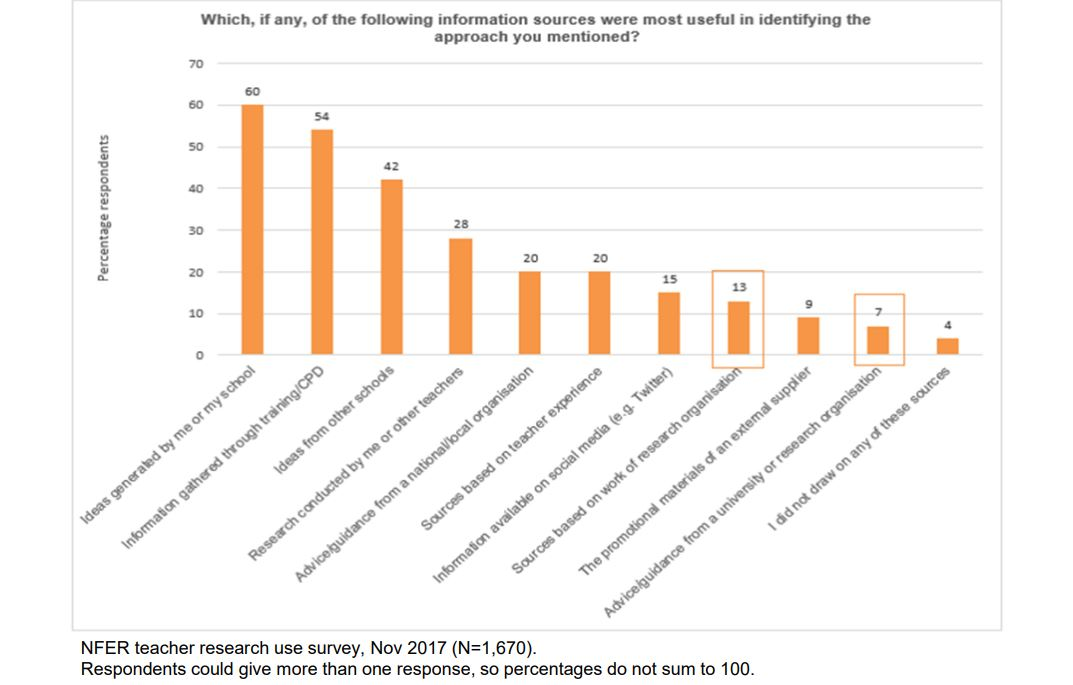 Which, if any, of the following information sources were most useful in identifying the
approach you mentioned?
Percentage respondents
70
60
50
40
30
20
10
0
60
54
42
28
20
20
15
13
9
7
4
Ideas generated by me or my school
Information gathered through training/CPD
Ideas from other schools
Research conducted by me or other teachers
Advice/guidance from a national/local organisation
Sources based on teacher experience
Information available on social media (e.g. Twitter)
Sources based on work of research organisation
The promotional materials of an external supplier
Advice/guidance from a university or research organisation
I did not draw on any of these sources
NFER teacher research use survey, Nov 2017 (N=1,670).
Respondents could give more than one response, so percentages do not sum to 100.